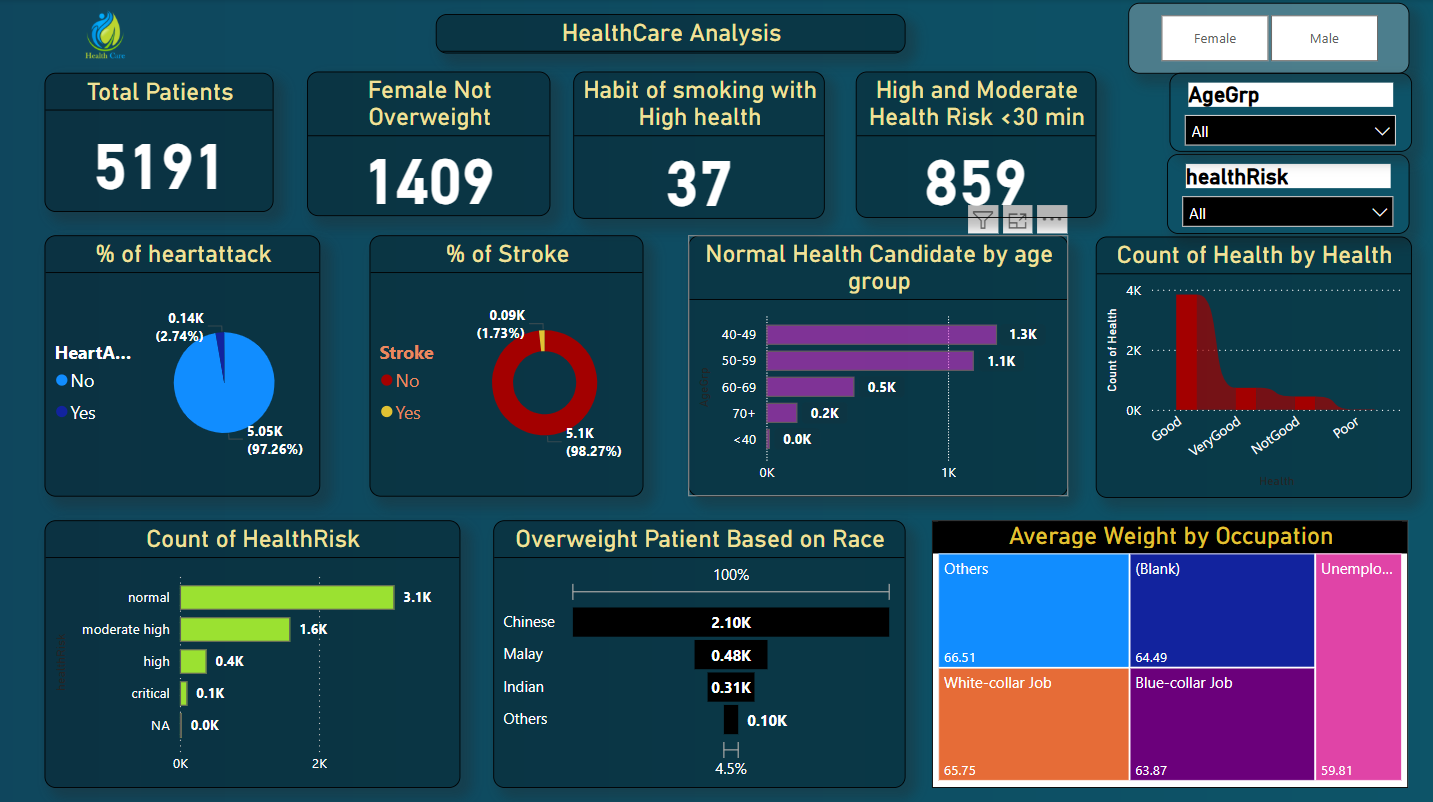 Health Care
HealthCare Analysis
Female
Male
Total Patients
5191
Female Not
Overweight
1409
Habit of smoking with
High health
37
High and Moderate
Health Risk <30 min
859
AgeGrp
All
healthRisk
All
% of heartattack
0.14K
(2.74%)
HeartA...
No
Yes
5.05K
(97.26%)
% of Stroke
0.09K
(1.73%)
Stroke
No
Yes
5.1K
(98.27%)
Normal Health Candidate by age
group
AgeGrp
40-49 1.3K
50-59 1.1K
60-69 0.5K
70+ 0.2K
<40 0.0K
0K 1K
Count of Health by Health
Count of Health
4K
2K
0K
Good VeryGood NotGood Poor
Health
Count of HealthRisk
normal 3.1K
moderate high 1.6K
high 0.4K
critical 0.1K
NA 0.0K
0K 2K
Overweight Patient Based on Race
100%
Chinese 2.10K
Malay 0.48K
Indian 0.31K
Others 0.10K
4.5%
Average Weight by Occupation
Others
66.51
(Blank)
64.49
Unemplo...
59.81
White-collar Job
65.75
Blue-collar Job
63.87